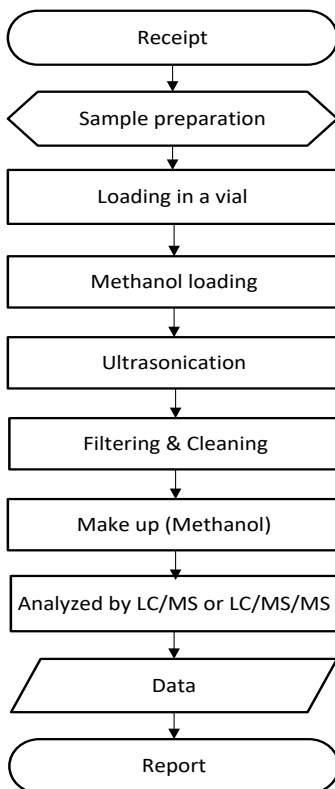 Receipt
Sample preparation
Loading in a vial
Methanol loading
Ultrasonication
Filtering & Cleaning
Make up (Methanol)
Analyzed by LC/MS or LC/MS/MS
Data
Report